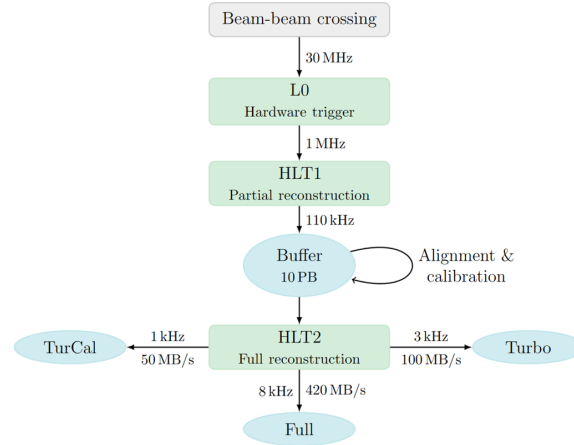 Beam-beam crossing
30 MHz
L0
Hardware trigger
1 MHz
HLT1
Partial reconstruction
110 kHz
Buffer
10 PB
Alignment &
calibration
TurCal
1 kHz
50 MB/s
HLT2
Full reconstruction
3 kHz
100 MB/s
Turbo
8 kHz 420 MB/s
Full